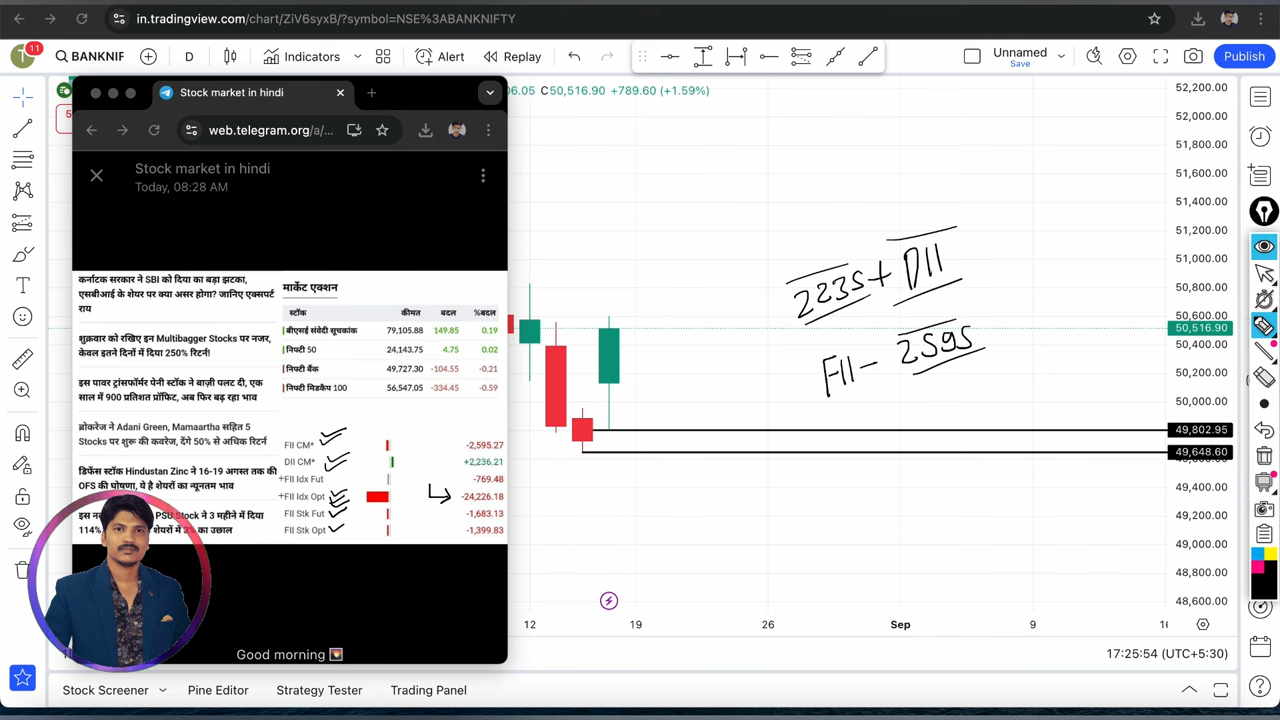 in.tradingview.com/chart/ZiV6syxB/?symbol=NSE%3ABANKNIFTY
T 11 BANKNIF D Indicators Alert Replay Unnamed Save Publish
06.05 C50,516.90 +789.60 (+1.59%)
Stock market in hindi
web.telegram.org/a/...
Stock market in hindi
Today, 08:28 AM
कर्नाटक सरकार ने SBI को दिया का बड़ा झटका,
एसबीआई के शेयर पर क्या असर होगा? जानिए एक्सपर्ट
राय
शुक्रवार को रखिए इन Multibagger Stocks पर नजर,
केवल इतने दिनों में दिया 250% रिटर्न!
इस पावर ट्रांसफॉर्मर पेनी स्टॉक ने बाज़ी पलट दी, एक
साल में 900 प्रतिशत प्रॉफिट, अब फिर बढ़ रहा भाव
ब्रोकरेज ने Adani Green, Mamaartha सहित 5
Stocks पर शुरू की कवरेज, देंगे 50% से अधिक रिटर्न
डिफेंस स्टॉक Hindustan Zinc ने 16-19 अगस्त तक की
OFS की घोषणा, ये है शेयरों का न्यूनतम भाव
PSU Stock ने 3 महीने में दिया
114%
शेयरों में 3% का उछाल
मार्केट एक्शन
स्टॉक कीमत बदल %बदल
बीएसई संवेदी सूचकांक 79,105.88 149.85 0.19
निफ्टी 50 24,143.75 4.75 0.02
निफ्टी बैंक 49,727.30 -104.55 -0.21
निफ्टी मिडकैप 100 56,547.05 -334.45 -0.59
FII CM* -2,595.27
DII CM* +2,236.21
+FII Idx Fut -769.48
+FII Idx Opt -24,226.18
FII Stk Fut -1,683.13
FII Stk Opt -1,399.83
Good morning
2235+ DII
FII- 2595
52,200.00
52,000.00
51,800.00
51,600.00
51,400.00
51,200.00
51,000.00
50,800.00
50,600.00
50,516.90
50,400.00
50,200.00
50,000.00
49,802.95
49,648.60
49,400.00
49,200.00
49,000.00
48,800.00
48,600.00
12 19 26 Sep 9
17:25:54 (UTC+5:30)
Stock Screener Pine Editor Strategy Tester Trading Panel